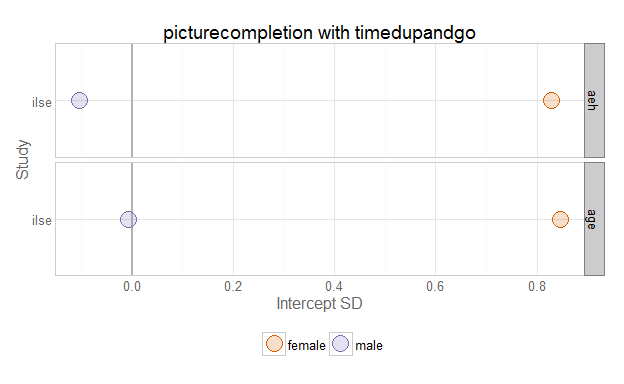 picturecompletion with timedupandgo
Study
ilse
aeh
ilse
age
0.0 0.2 0.4 0.6 0.8
Intercept SD
female male